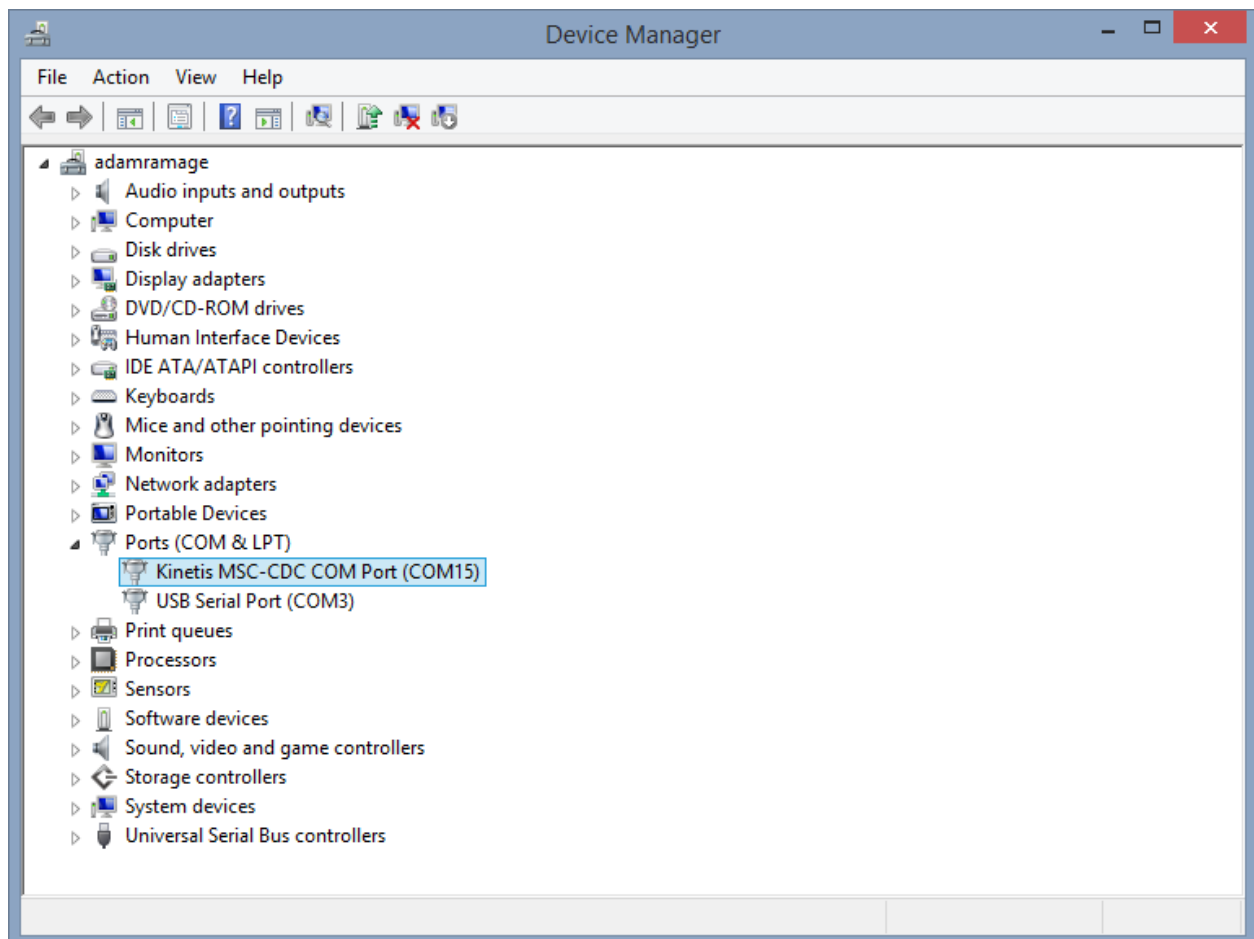 Device Manager
File Action View Help
adamramage
Audio inputs and outputs
Computer
Disk drives
Display adapters
DVD/CD-ROM drives
Human Interface Devices
IDE ATA/ATAPI controllers
Keyboards
Mice and other pointing devices
Monitors
Network adapters
Portable Devices
Ports (COM & LPT)
Kinetis MSC-CDC COM Port (COM15)
USB Serial Port (COM3)
Print queues
Processors
Sensors
Software devices
Sound, video and game controllers
Storage controllers
System devices
Universal Serial Bus controllers